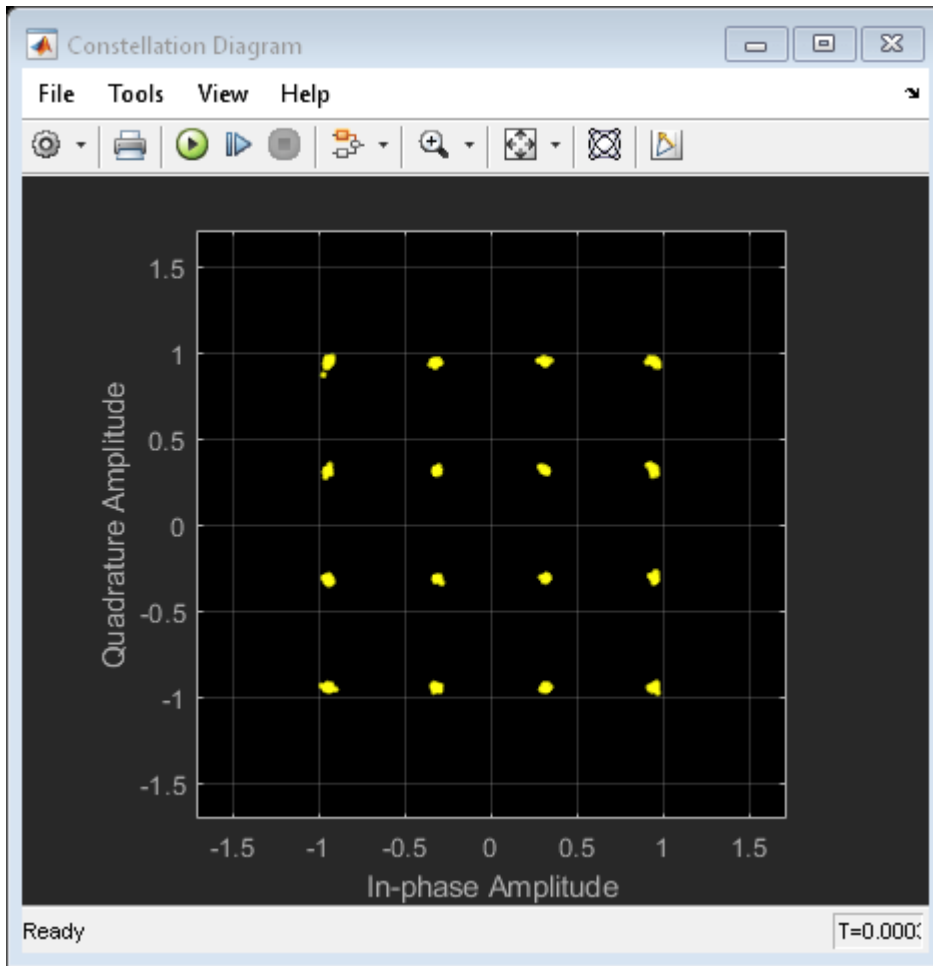 Constellation Diagram
File Tools View Help
1.5
1
0.5
0
-0.5
-1
-1.5
Quadrature Amplitude
-1.5 -1 -0.5 0 0.5 1 1.5
In-phase Amplitude
Ready
T=0.000